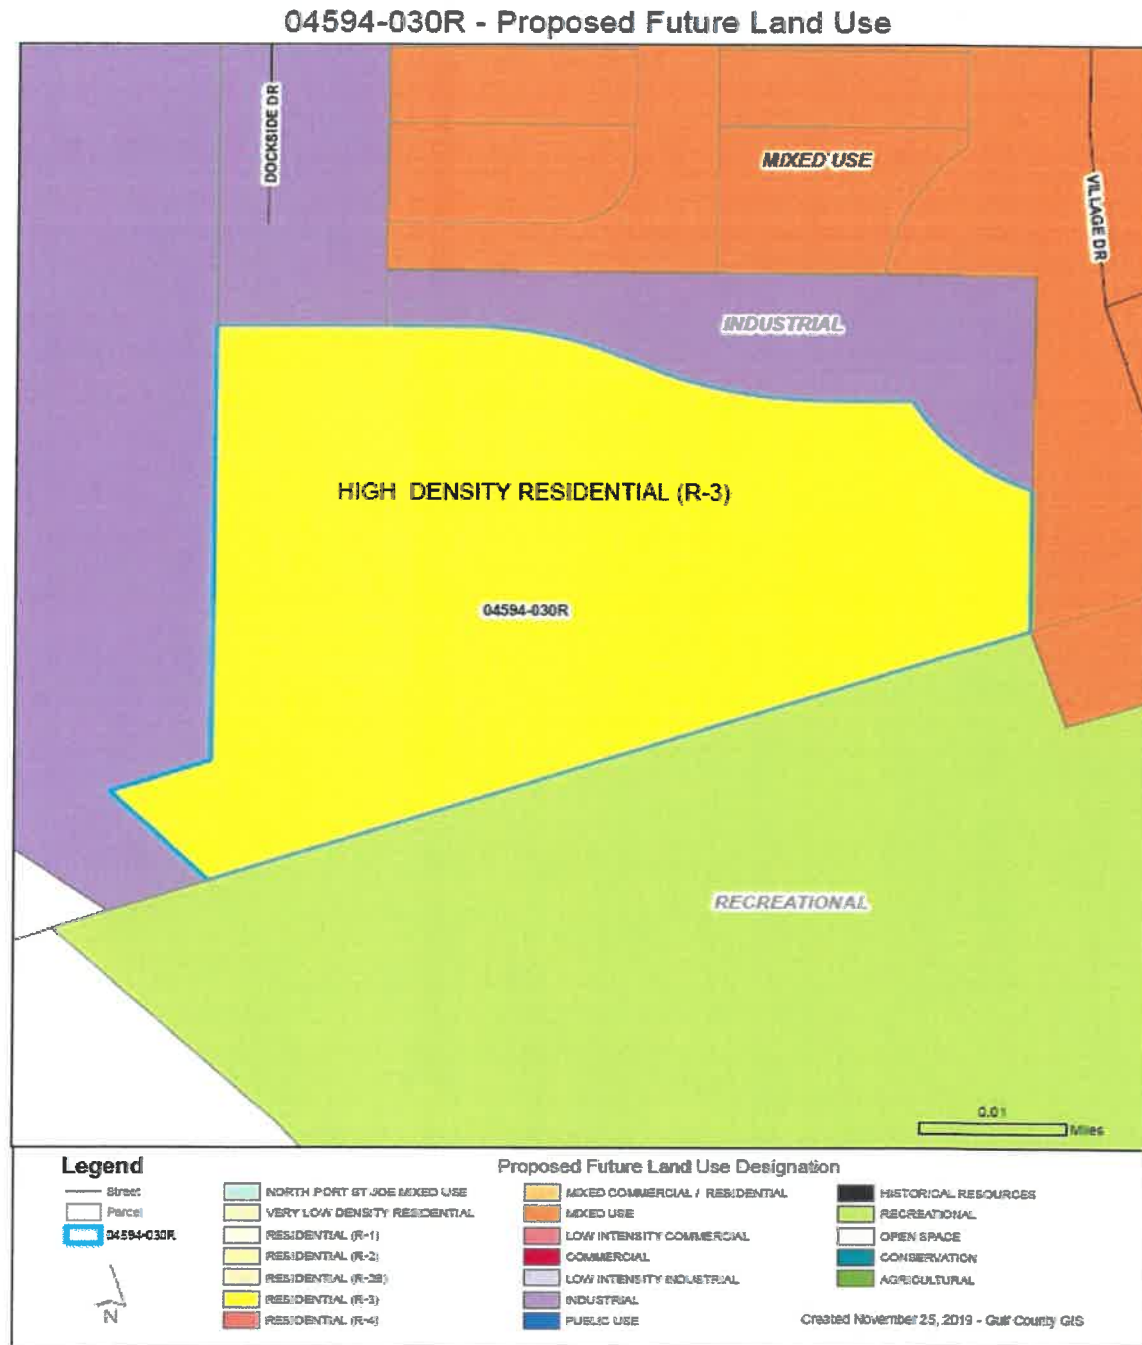 04594-030R - Proposed Future Land Use
DOCKSIDE DR
MIXED USE
VILLAGE DR
INDUSTRIAL
HIGH DENSITY RESIDENTIAL (R-3)
04594-030R
RECREATIONAL
0.01
Miles
Legend
Street
Parcel
04594-030R
N
Proposed Future Land Use Designation
NORTH PORT ST JOE MIXED USE
VERY LOW DENSITY RESIDENTIAL
RESIDENTIAL (R-1)
RESIDENTIAL (R-2)
RESIDENTIAL (R-2B)
RESIDENTIAL (R-3)
RESIDENTIAL (R-4)
MIXED COMMERCIAL / RESIDENTIAL
MIXED USE
LOW INTENSITY COMMERCIAL
COMMERCIAL
LOW INTENSITY INDUSTRIAL
INDUSTRIAL
PUBLIC USE
HISTORICAL RESOURCES
RECREATIONAL
OPEN SPACE
CONSERVATION
AGRICULTURAL
Created November 25, 2019 - Gulf County GIS